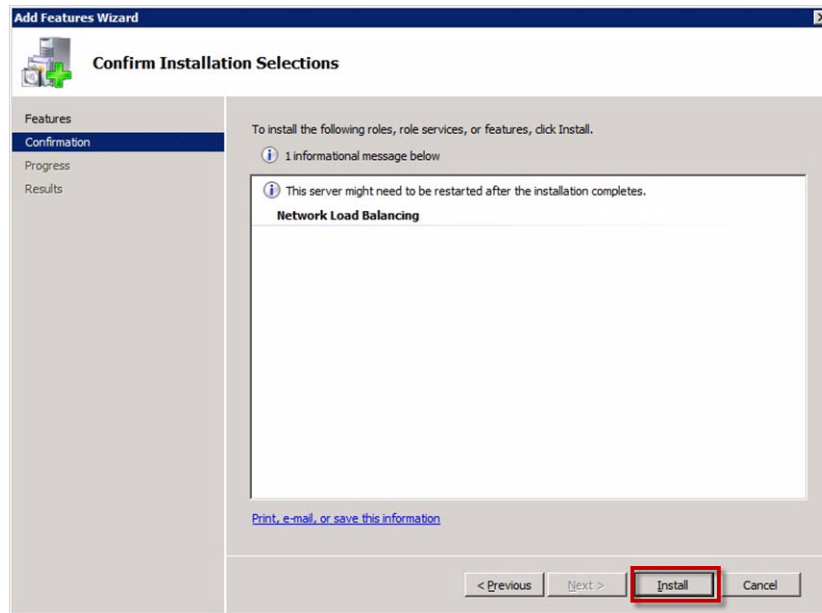 Add Features Wizard
Confirm Installation Selections
Features
Confirmation
Progress
Results
To install the following roles, role services, or features, click Install.
1 informational message below
This server might need to be restarted after the installation completes.
Network Load Balancing
Print, e-mail, or save this information
< Previous
Next >
Install
Cancel